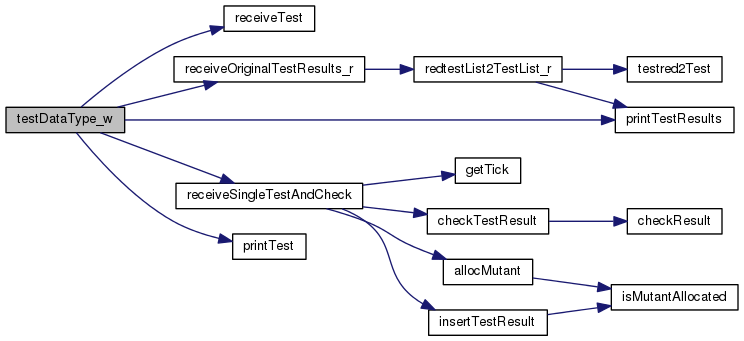 receiveTest
receiveOriginalTestResults_r
redtestList2TestList_r
testred2Test
testDataType_w
printTestResults
getTick
receiveSingleTestAndCheck
checkTestResult
checkResult
printTest
allocMutant
isMutantAllocated
insertTestResult